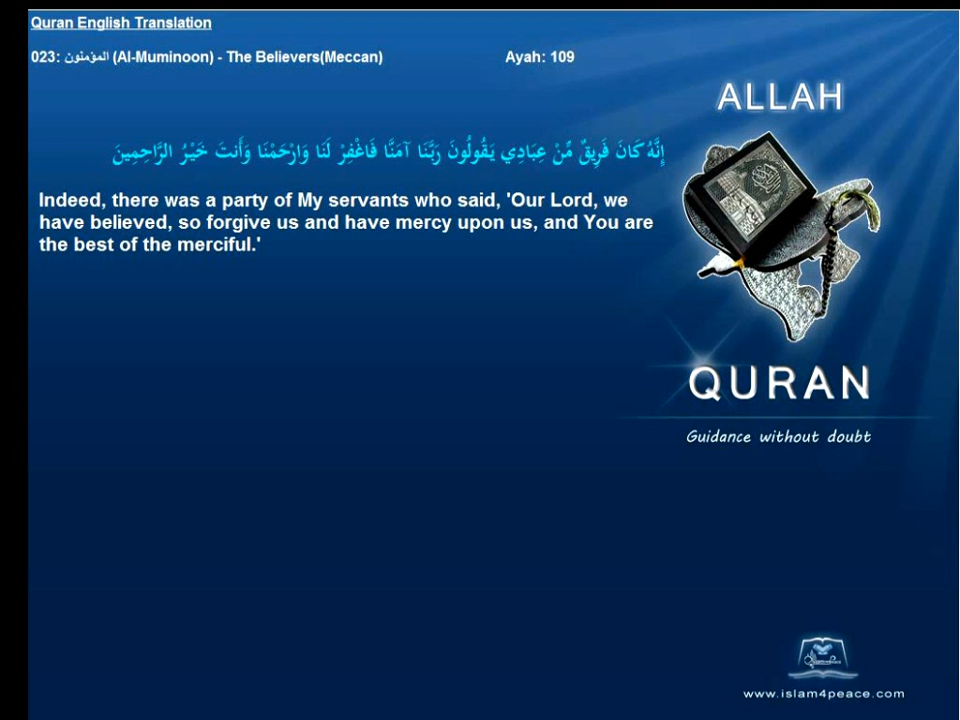 Quran English Translation
023: المؤمنون (Al-Muminoon) - The Believers(Meccan) Ayah: 109
ALLAH
إِنَّهُ كَانَ فَرِيقٌ مِّنْ عِبَادِي يَقُولُونَ رَبَّنَا آمَنَّا فَاغْفِرْ لَنَا وَارْحَمْنَا وَأَنتَ خَيْرُ الرَّاحِمِينَ
Indeed, there was a party of My servants who said, 'Our Lord, we
have believed, so forgive us and have mercy upon us, and You are
the best of the merciful.'
QURAN
Guidance without doubt
www.islam4peace.com